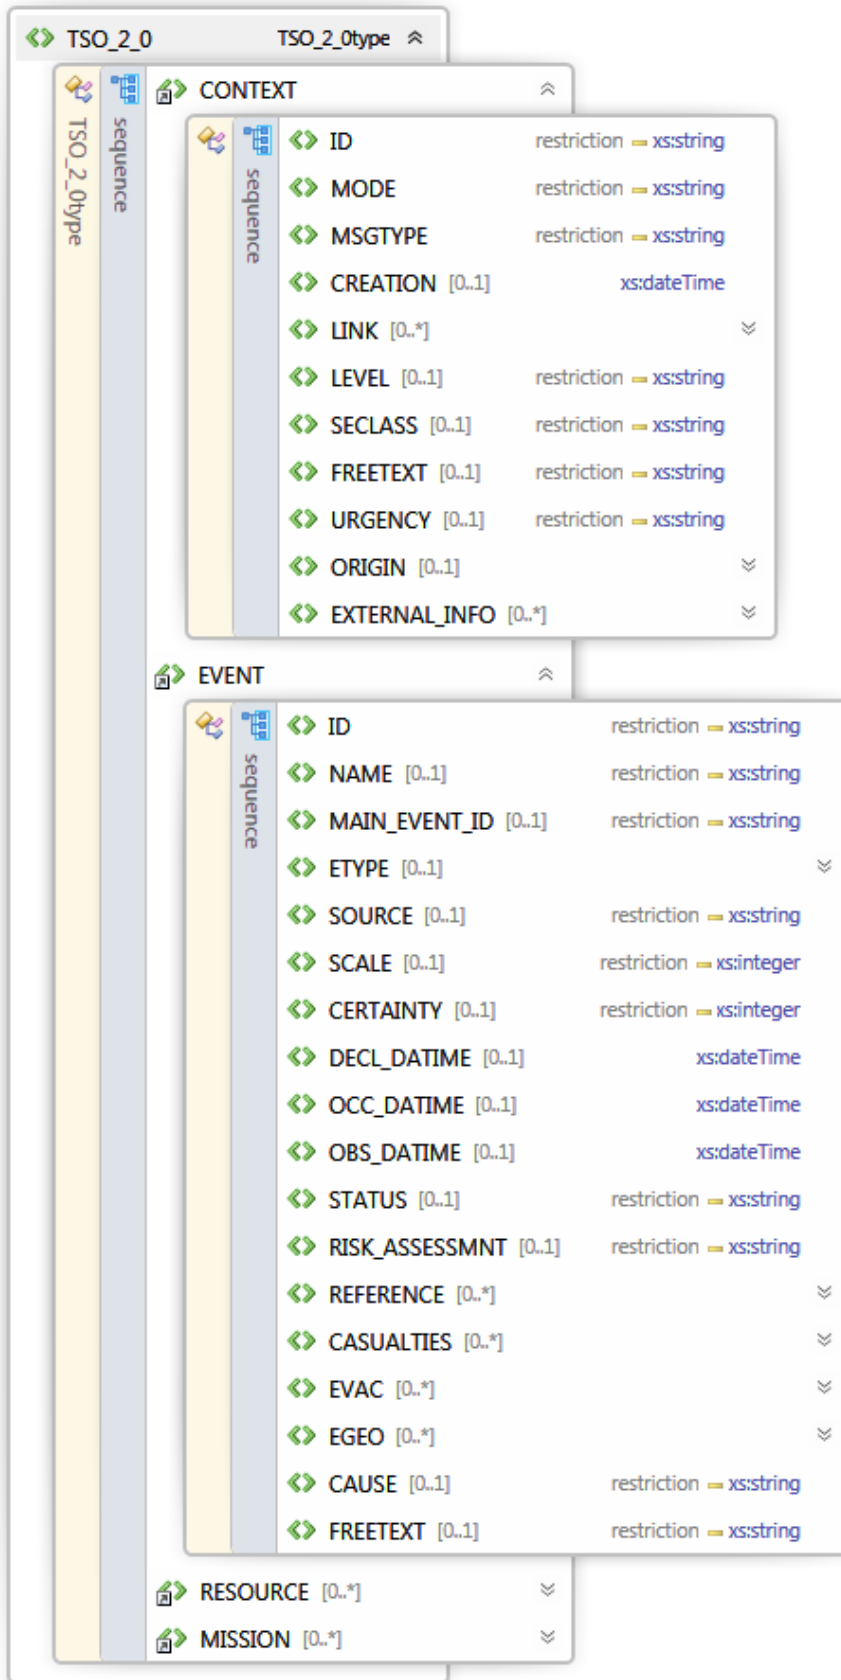 TSO_2_0 TSO_2_0type
TSO_2_0type
sequence
CONTEXT
sequence
ID restriction xs:string
MODE restriction xs:string
MSGTYPE restriction xs:string
CREATION [0..1] xs:dateTime
LINK [0..*]
LEVEL [0..1] restriction xs:string
SECLASS [0..1] restriction xs:string
FREETEXT [0..1] restriction xs:string
URGENCY [0..1] restriction xs:string
ORIGIN [0..1]
EXTERNAL_INFO [0..*]
EVENT
sequence
ID restriction xs:string
NAME [0..1] restriction xs:string
MAIN_EVENT_ID [0..1] restriction xs:string
ETYPE [0..1]
SOURCE [0..1] restriction xs:string
SCALE [0..1] restriction xs:integer
CERTAINTY [0..1] restriction xs:integer
DECL_DATIME [0..1] xs:dateTime
OCC_DATIME [0..1] xs:dateTime
OBS_DATIME [0..1] xs:dateTime
STATUS [0..1] restriction xs:string
RISK_ASSESSMNT [0..1] restriction xs:string
REFERENCE [0..*]
CASUALTIES [0..*]
EVAC [0..*]
EGEO [0..*]
CAUSE [0..1] restriction xs:string
FREETEXT [0..1] restriction xs:string
RESOURCE [0..*]
MISSION [0..*]